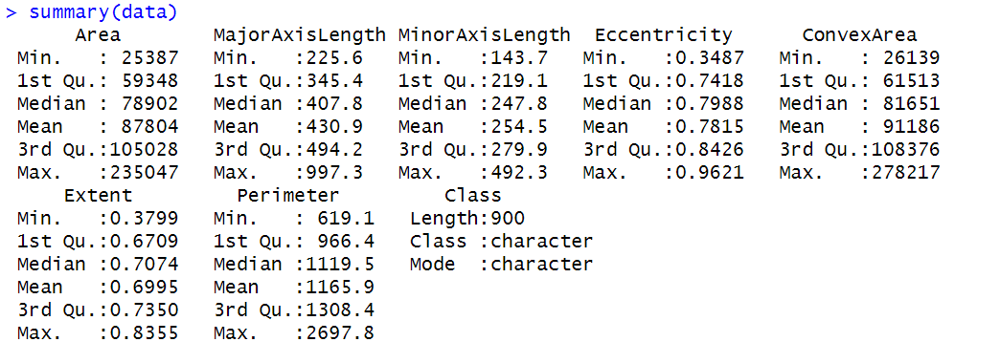 > summary(data)
      Area        MajorAxisLength MinorAxisLength  Eccentricity      ConvexArea    
 Min.   : 25387   Min.   :225.6   Min.   :143.7   Min.   :0.3487   Min.   : 26139  
 1st Qu.: 59348   1st Qu.:345.4   1st Qu.:219.1   1st Qu.:0.7418   1st Qu.: 61513  
 Median : 78902   Median :407.8   Median :247.8   Median :0.7988   Median : 81651  
 Mean   : 87804   Mean   :430.9   Mean   :254.5   Mean   :0.7815   Mean   : 91186  
 3rd Qu.:105028   3rd Qu.:494.2   3rd Qu.:279.9   3rd Qu.:0.8426   3rd Qu.:108376  
 Max.   :235047   Max.   :997.3   Max.   :492.3   Max.   :0.9621   Max.   :278217  
     Extent         Perimeter         Class          
 Min.   :0.3799   Min.   : 619.1   Length:900        
 1st Qu.:0.6709   1st Qu.: 966.4   Class :character  
 Median :0.7074   Median :1119.5   Mode  :character  
 Mean   :0.6995   Mean   :1165.9
 3rd Qu.:0.7350   3rd Qu.:1308.4
 Max.   :0.8355   Max.   :2697.8